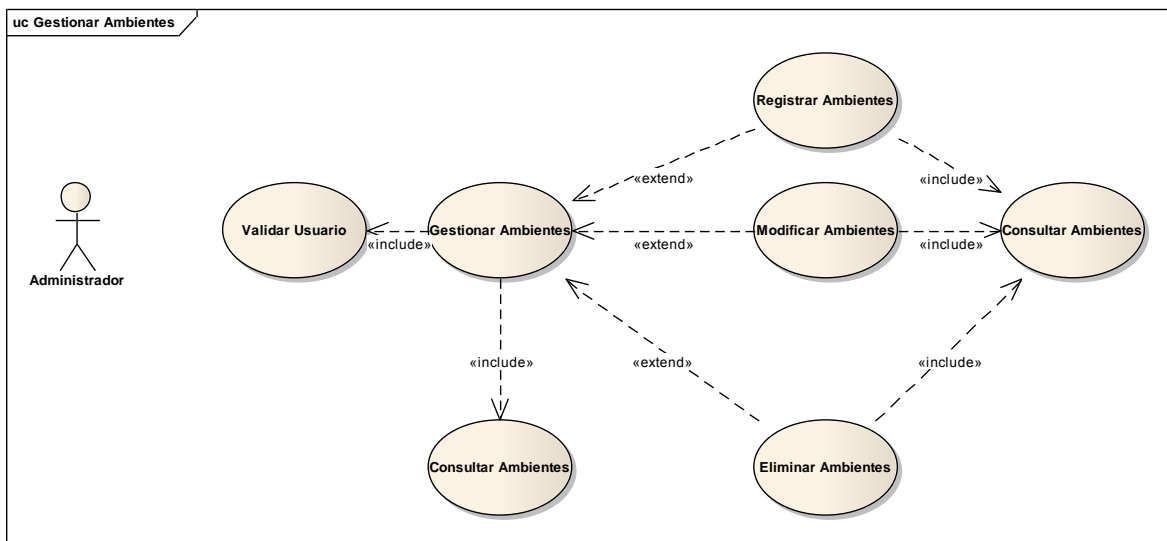 uc Gestionar Ambientes
Registrar Ambientes
«extend»
«include»
Validar Usuario
Gestionar Ambientes
Modificar Ambientes
Consultar Ambientes
«include»
«extend»
«include»
Administrador
«include»
«extend»
«include»
Consultar Ambientes
Eliminar Ambientes